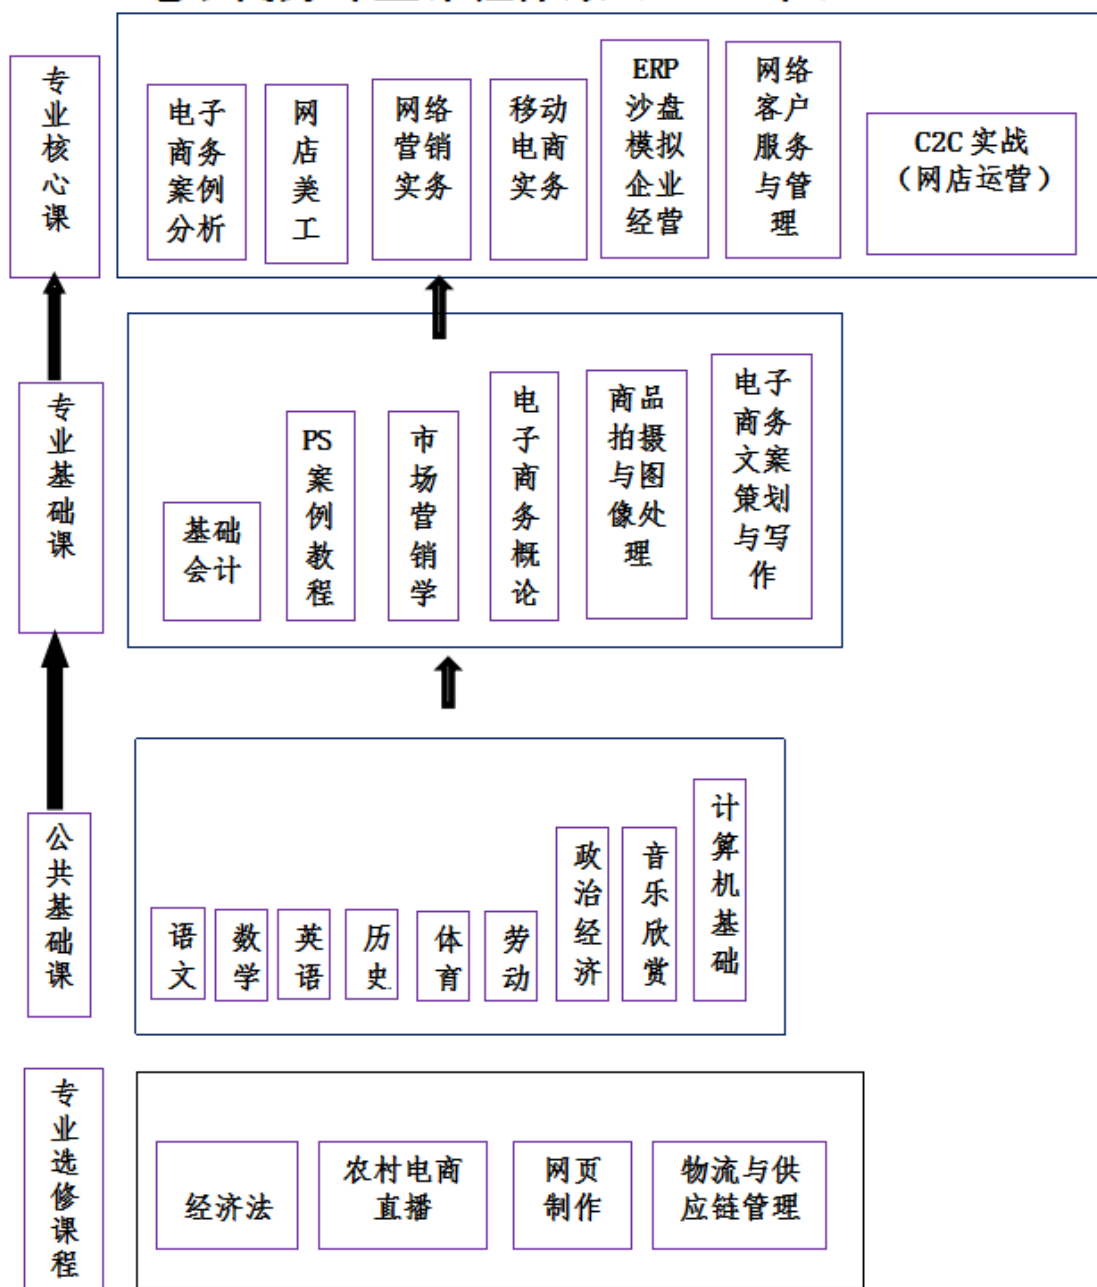 专业核心课
电子
商务
案例
分析
网店美工
网络
营销
实务
移动
电商
实务
ERP
沙盘
模拟
企业
经营
网络
客户
服务
与管
理
C2C 实战
（网店运营）
专业基础课
基础
会计
PS
案例教程
市场营销学
电子商务概论
商品
拍摄
与图
像处
理
电子
商务
文案
策划
与写
作
公共基础课
语文
数学
英语
历史
体育
劳动
政治经济
音乐欣赏
计算机基础
专业选修课程
经济法
农村电商
直播
网页
制作
物流与供
应链管理